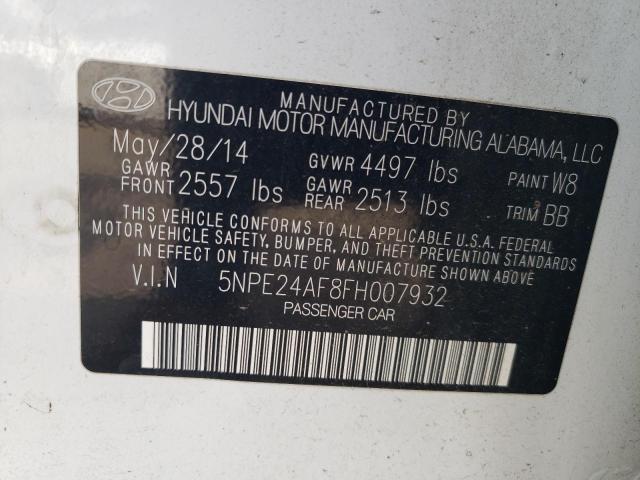 MANUFACTURED BY
HYUNDAI MOTOR MANUFACTURING ALABAMA, LLC
May/28/14 GVWR 4497 lbs PAINT W8
GAWR FRONT 2557 lbs GAWR REAR 2513 lbs TRIM BB
THIS VEHICLE CONFORMS TO ALL APPLICABLE U.S.A. FEDERAL
MOTOR VEHICLE SAFETY, BUMPER, AND THEFT PREVENTION STANDARDS
IN EFFECT ON THE DATE OF MANUFACTURE SHOWN ABOVE.
V.I.N 5NPE24AF8FH007932
PASSENGER CAR